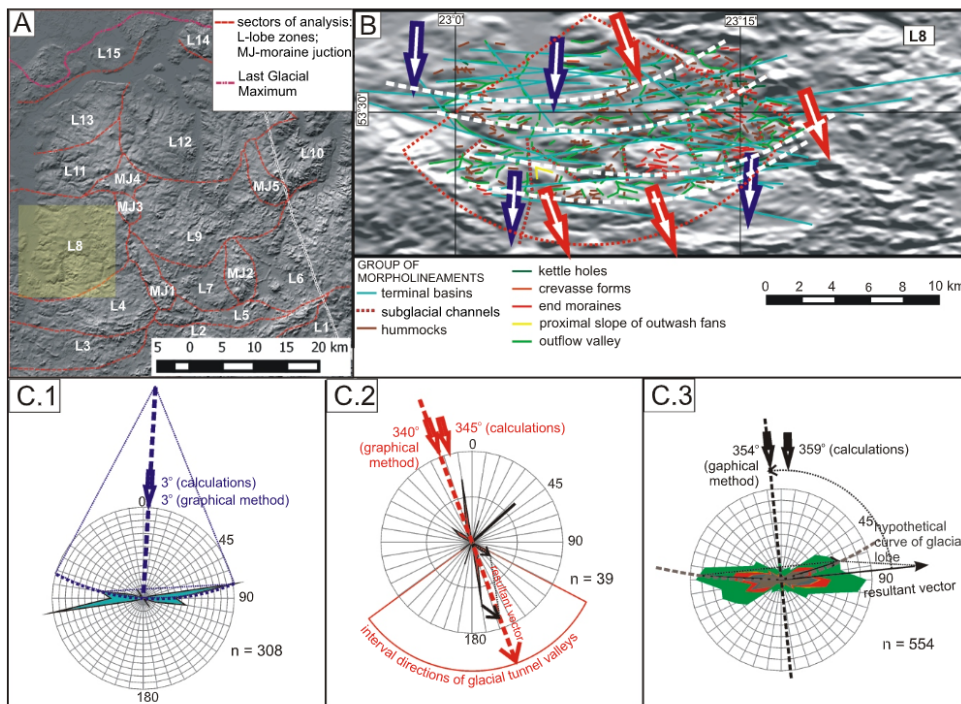 A
sectors of analysis:
L-lobe zones;
MJ-moraine juction;
Last Glacial
Maximum
L15
L14
L13
L12
L10
L11
MJ4
MJ5
MJ3
L8
L9
MJ2
L6
MJ1
L7
L4
L5
L2
L1
L3
5 0 5 10 15 20 km
B
23°0'
23°15'
L8
53°30'
GROUP OF
MORPHOLINEAMENTS
terminal basins
subglacial channels
hummocks
kettle holes
crevasse forms
end moraines
proximal slope of outwash fans
outflow valley
0 2 4 6 8 10 km
C.1
3° (calculations)
3° (graphical method)
0
45
90
n = 308
180
C.2
340°
(graphical
method)
345° (calculations)
0
45
90
n = 39
resultant vector
180
interval directions of glacial tunnel valleys
C.3
354°
(gaphical
method)
359° (calculations)
45
hypothetical
curve of glacial
lobe
90
resultant vector
n = 554